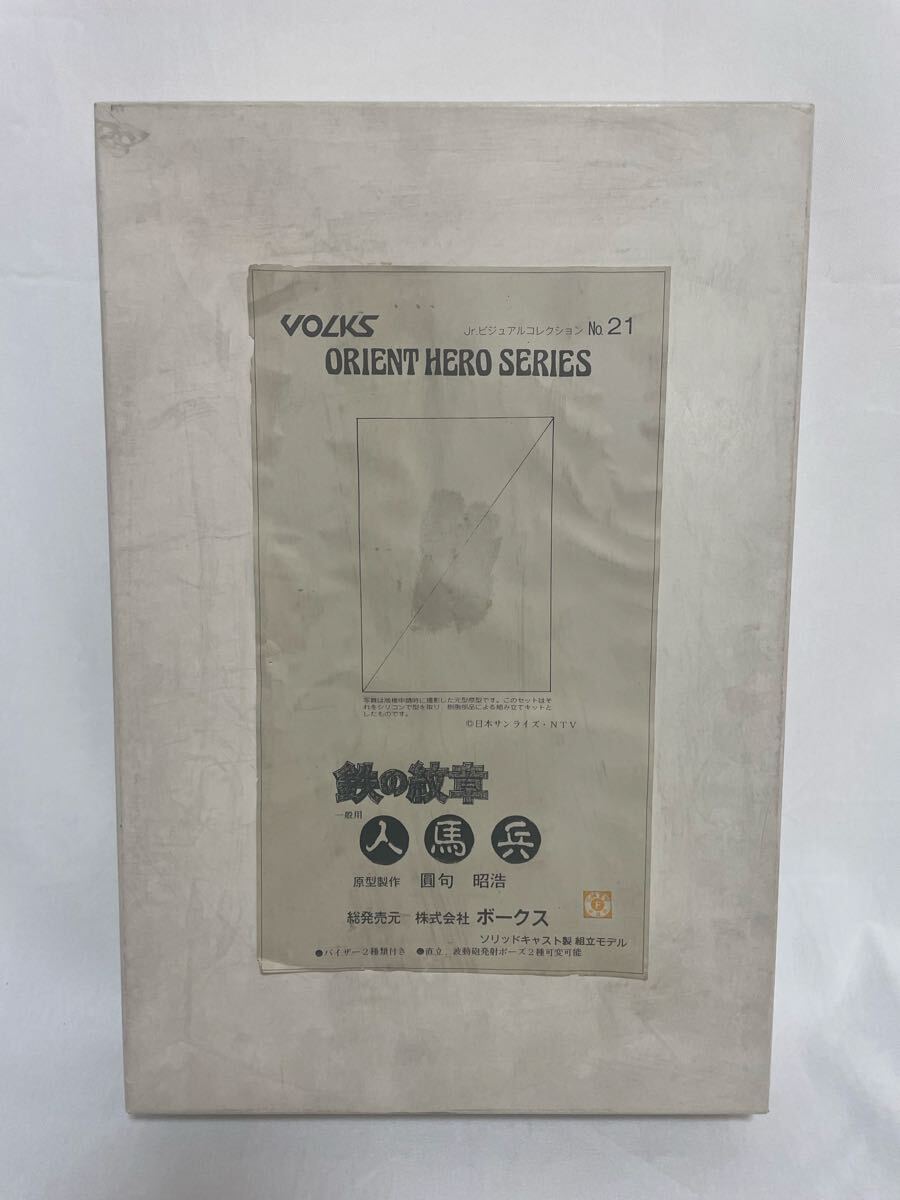 VOLKS
Jr.ビジュアルコレクション No.21
ORIENT HERO SERIES
写真は版権申請時に撮影した元型原型です。このセットはそ
れをシリコンで型を取り 樹脂部品による組み立てキットと
したものです。
©日本サンライズ・NTV
鉄の紋章
一般用
人馬兵
原型製作 圓句 昭浩
総発売元 株式会社 ボークス
F
ソリッドキャスト製 組立モデル
●バイザー2種類付き ●直立、波動砲発射ポーズ2種可変可能